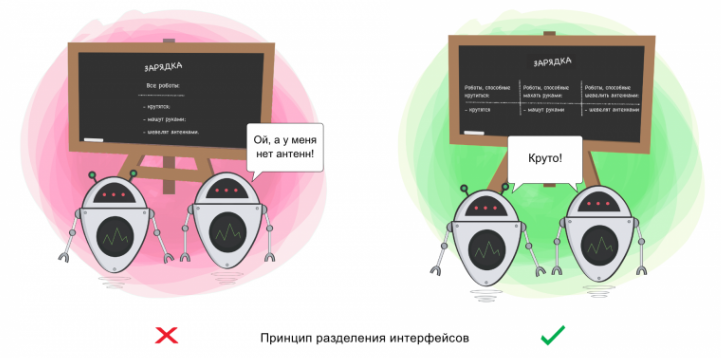 ЗАРЯДКА
Все роботы:
- крутятся;
- машут руками;
- шевелят антеннами.
Ой, а у меня
нет антенн!
ЗАРЯДКА
Роботы, способные
крутиться:
- крутятся
Роботы, способные
махать руками:
- машут руками
Роботы, способные
шевелить антеннами:
- шевелят антеннами
Круто!
Принцип разделения интерфейсов